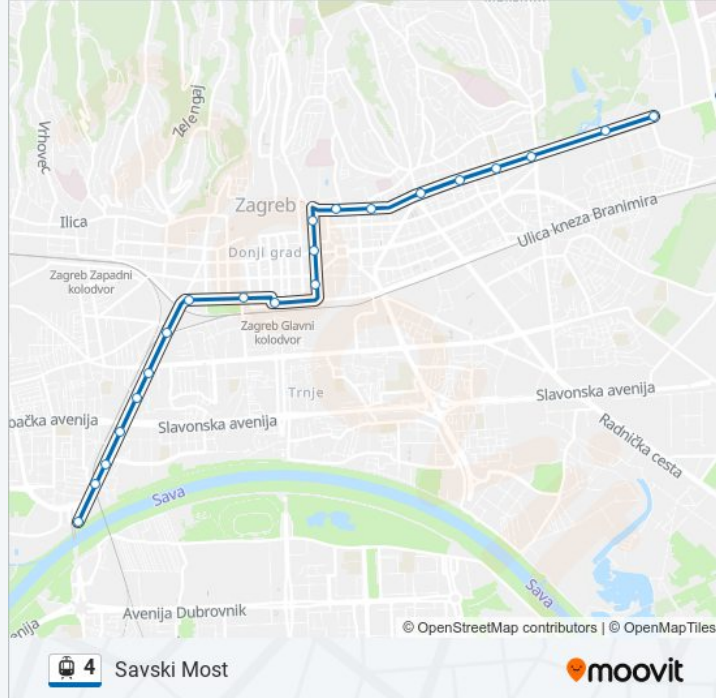 Vrhovec
Zelengaj
Zagreb
Ilica
Donji grad
Ulica kneza Branimira
Zagreb Zapadni
kolodvor
Zagreb Glavni
kolodvor
Trnje
Slavonska avenija
bačka avenija
Slavonska avenija
Radnička cesta
Sava
Sava
Avenija Dubrovnik
enija
© OpenStreetMap contributors | © OpenMapTiles
4 Savski Most
moovit